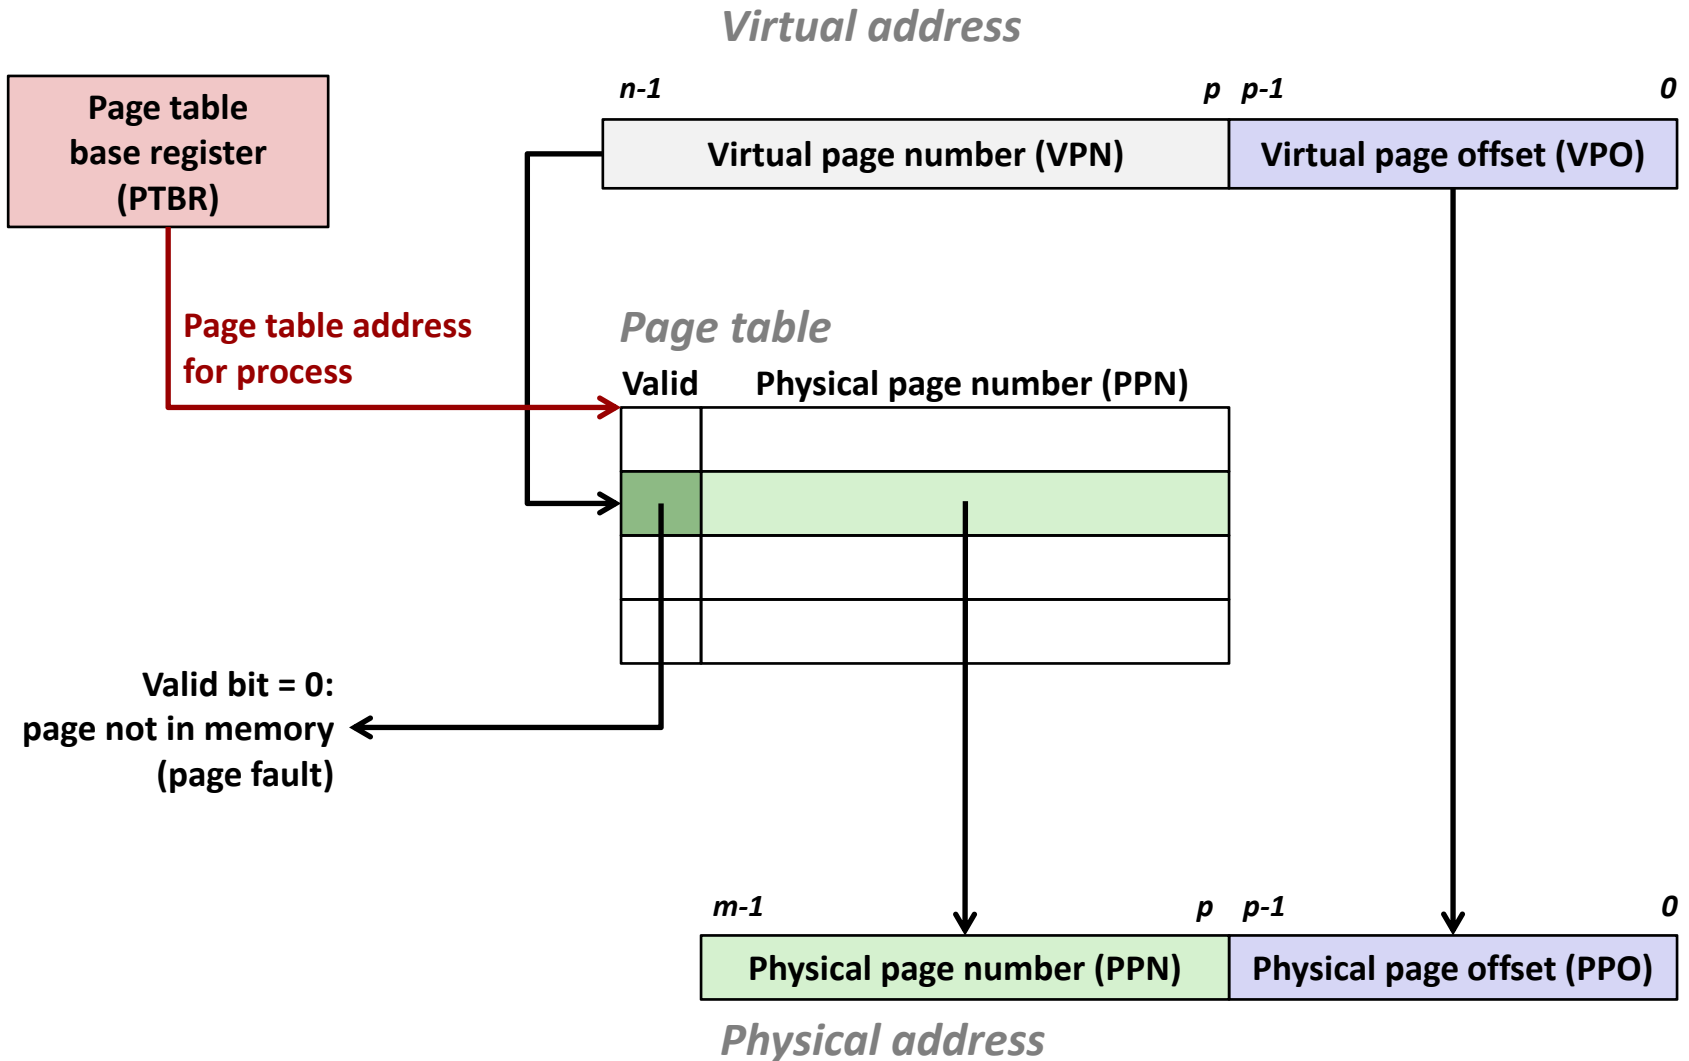 Virtual address
n-1
p
p-1
0
Page table
base register
(PTBR)
Virtual page number (VPN)
Virtual page offset (VPO)
Page table address
for process
Page table
Valid
Physical page number (PPN)
Valid bit = 0:
page not in memory
(page fault)
m-1
p
p-1
0
Physical page number (PPN)
Physical page offset (PPO)
Physical address